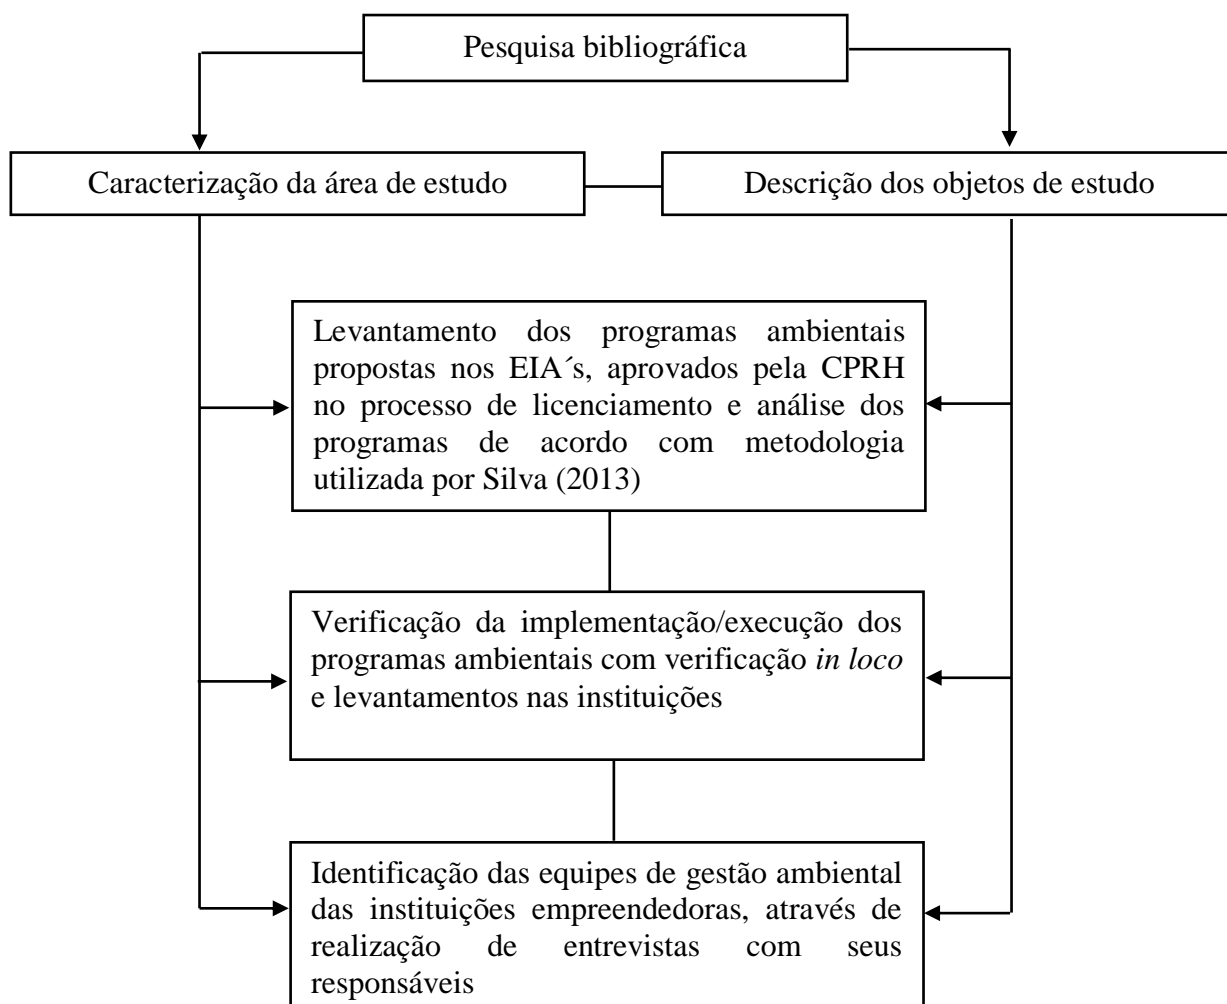 Pesquisa bibliográfica
Caracterização da área de estudo
Descrição dos objetos de estudo
Levantamento dos programas ambientais
propostas nos EIA´s, aprovados pela CPRH
no processo de licenciamento e análise dos
programas de acordo com metodologia
utilizada por Silva (2013)
Verificação da implementação/execução dos
programas ambientais com verificação in loco
e levantamentos nas instituições
Identificação das equipes de gestão ambiental
das instituições empreendedoras, através de
realização de entrevistas com seus
responsáveis